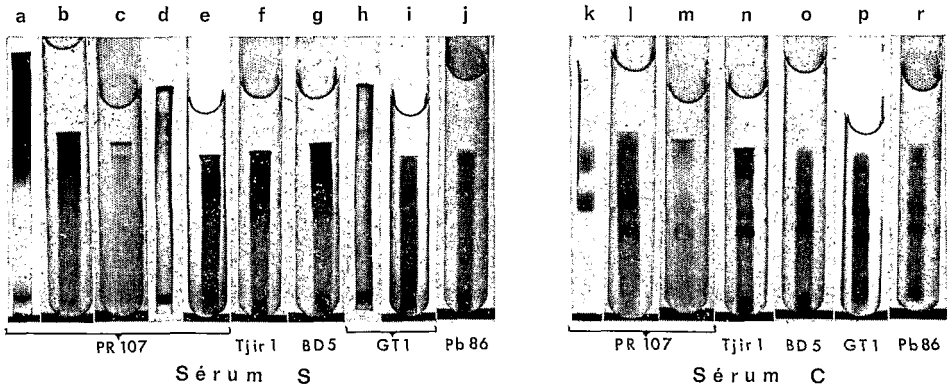 a b c d e f g h i j k l m n o p r
PR 107 Tjir 1 BD 5 GT 1 Pb 86 PR 107 Tjir 1 BD 5 GT 1 Pb 86
Sérum S Sérum C